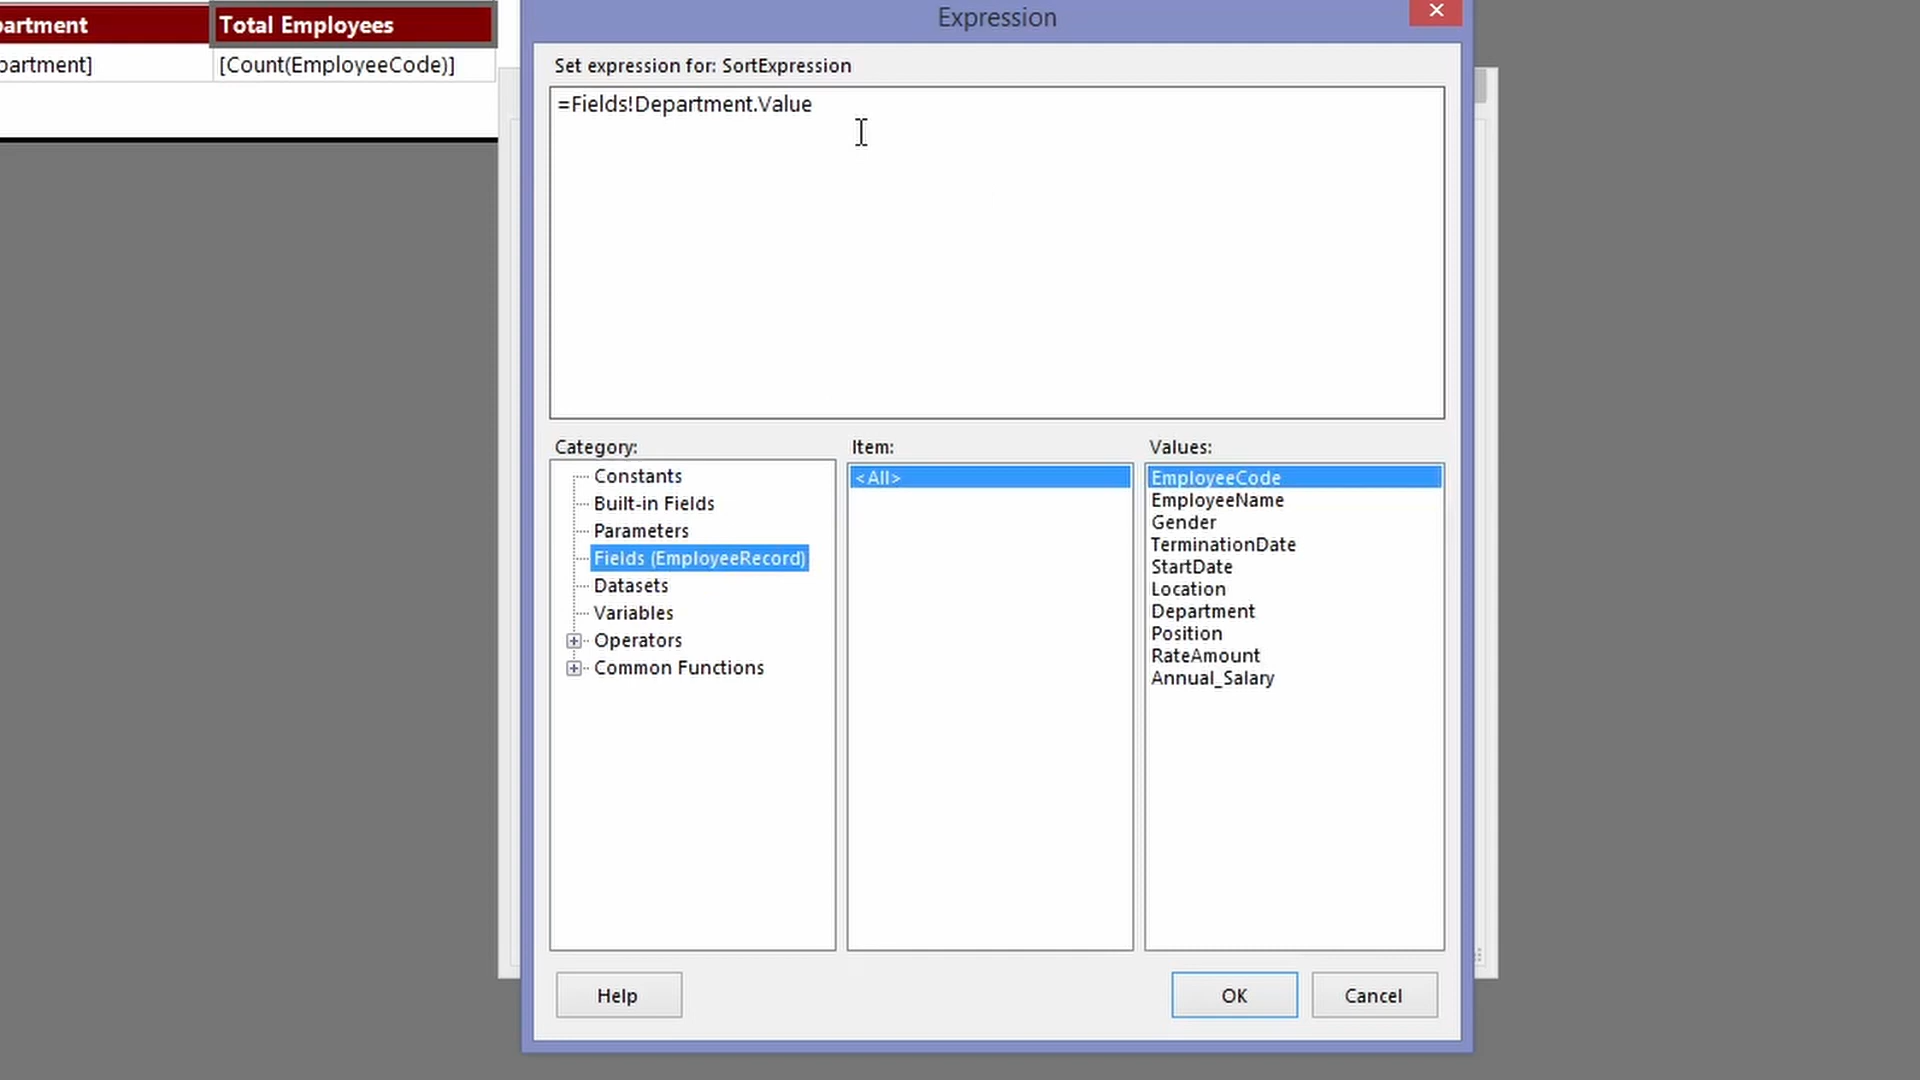 partment
Total Employees
partment]
[Count(EmployeeCode)]
Expression
Set expression for: SortExpression
=Fields!Department.Value
Category:
Constants
Built-in Fields
Parameters
Fields (EmployeeRecord)
Datasets
Variables
Operators
Common Functions
Item:
<All>
Values:
EmployeeCode
EmployeeName
Gender
TerminationDate
StartDate
Location
Department
Position
RateAmount
Annual_Salary
Help
OK
Cancel